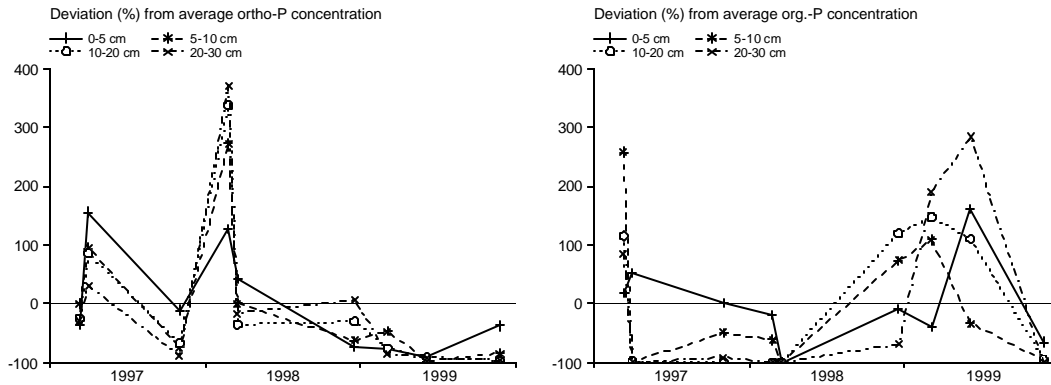 Deviation (%) from average ortho-P concentration
0-5 cm 5-10 cm
10-20 cm 20-30 cm
400
300
200
100
0
-100
1997 1998 1999
Deviation (%) from average org.-P concentration
0-5 cm 5-10 cm
10-20 cm 20-30 cm
400
300
200
100
0
-100
1997 1998 1999